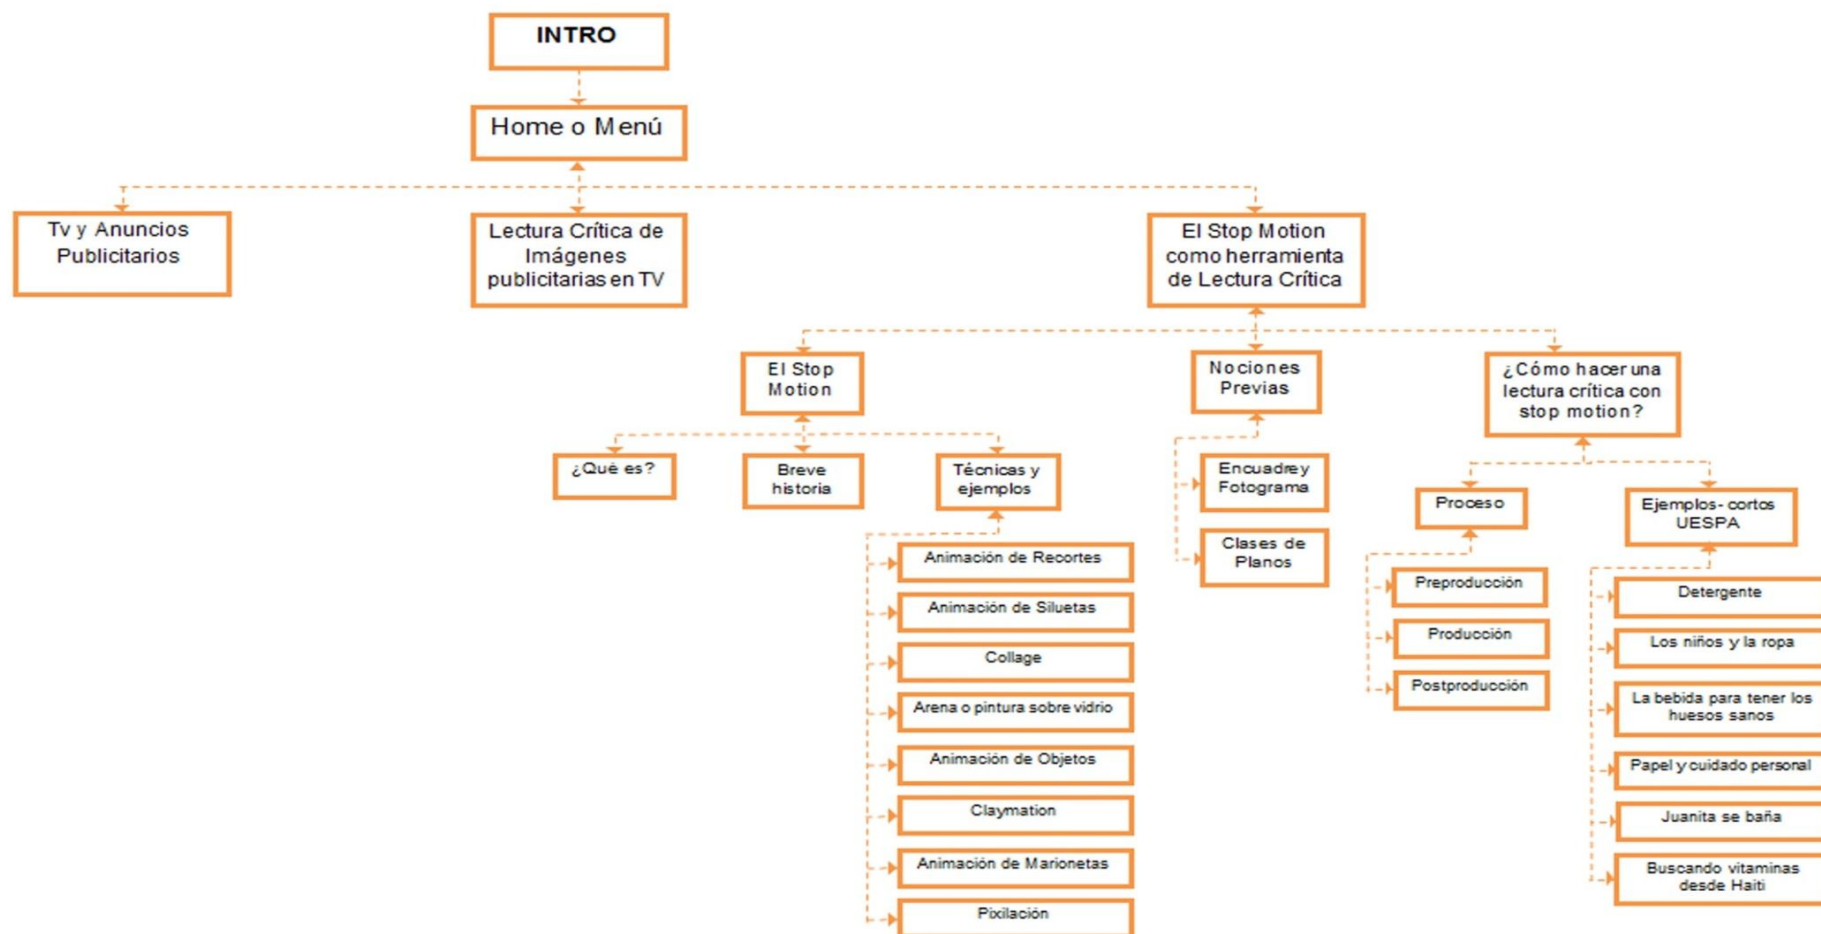 INTRO
Home o Menú
Tv y Anuncios
Publicitarios
Lectura Crítica de
Imágenes
publicitarias en TV
El Stop Motion
como herramienta
de Lectura Crítica
El Stop
Motion
Nociones
Previas
¿Cómo hacer una
lectura crítica con
stop motion?
¿Qué es?
Breve
historia
Técnicas y
ejemplos
Encuadre y
Fotograma
Clases de
Planos
Proceso
Ejemplos- cortos
UESPA
Animación de Recortes
Animación de Siluetas
Collage
Arena o pintura sobre vidrio
Animación de Objetos
Claymation
Animación de Marionetas
Pixilación
Preproducción
Producción
Postproducción
Detergente
Los niños y la ropa
La bebida para tener los
huesos sanos
Papel y cuidado personal
Juanita se baña
Buscando vitaminas
desde Haiti